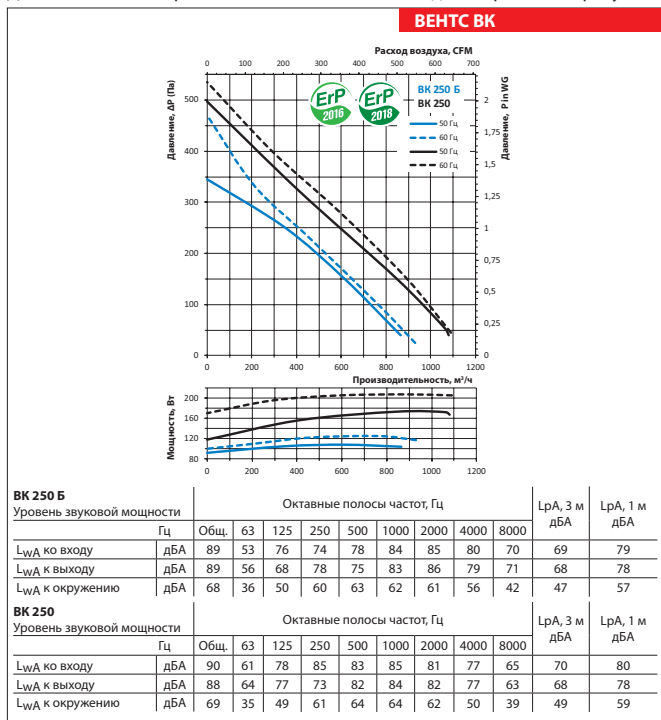 ВЕНТС ВК
Расход воздуха, CFM
0 100 200 300 400 500 600 700
Давление, ΔP (Па)
500
400
300
200
100
0
ErP
2016
ErP
2018
ВК 250 Б
ВК 250
50 Гц
60 Гц
50 Гц
60 Гц
Давление, P in WG
2
1,75
1,5
1,25
1
0,75
0,5
0,25
0
0 200 400 600 800 1000 1200
Производительность, м³/ч
Мощность, Вт
200
160
120
80
0 200 400 600 800 1000 1200
ВК 250 Б
Уровень звуковой мощности
Октавные полосы частот, Гц
LpA, 3 м дБА
LpA, 1 м дБА
Гц Общ. 63 125 250 500 1000 2000 4000 8000
LwA ко входу дБА 89 53 76 74 78 84 85 80 70 69 79
LwA к выходу дБА 89 56 68 78 75 83 86 79 71 68 78
LwA к окружению дБА 68 36 50 60 63 62 61 56 42 47 57
ВК 250
Уровень звуковой мощности
Октавные полосы частот, Гц
LpA, 3 м дБА
LpA, 1 м дБА
Гц Общ. 63 125 250 500 1000 2000 4000 8000
LwA ко входу дБА 90 61 78 85 83 85 81 77 65 70 80
LwA к выходу дБА 88 64 77 73 82 84 82 77 63 68 78
LwA к окружению дБА 69 35 49 61 64 64 62 50 39 49 59